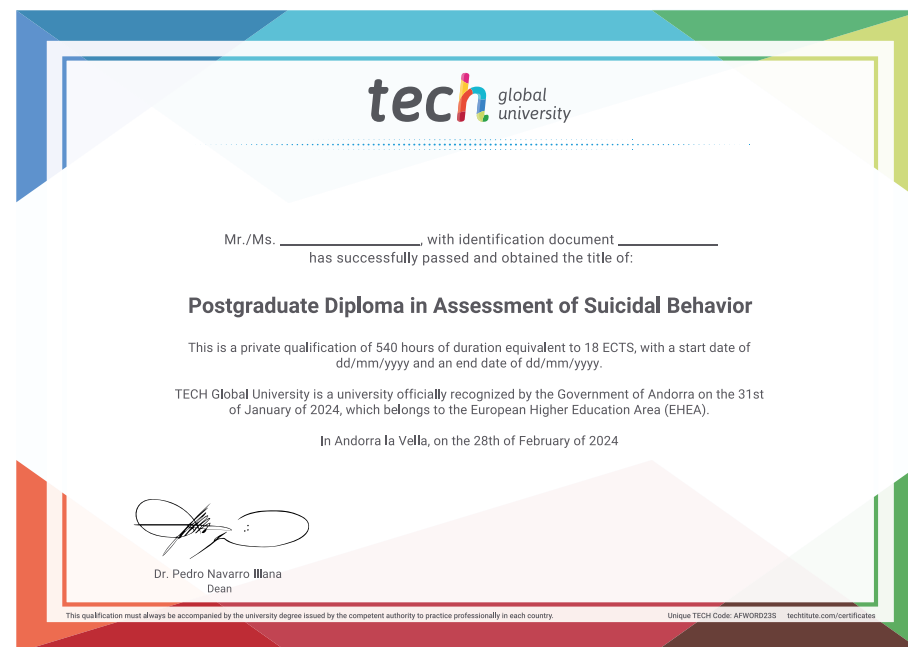 tech global university
Mr./Ms. ________________, with identification document ____________
has successfully passed and obtained the title of:
Postgraduate Diploma in Assessment of Suicidal Behavior
This is a private qualification of 540 hours of duration equivalent to 18 ECTS, with a start date of
dd/mm/yyyy and an end date of dd/mm/yyyy.
TECH Global University is a university officially recognized by the Government of Andorra on the 31st
of January of 2024, which belongs to the European Higher Education Area (EHEA).
In Andorra la Vella, on the 28th of February of 2024
Dr. Pedro Navarro Illana
Dean
This qualification must always be accompanied by the university degree issued by the competent authority to practice professionally in each country.
Unique TECH Code: AFWORD23S techtitute.com/certificates